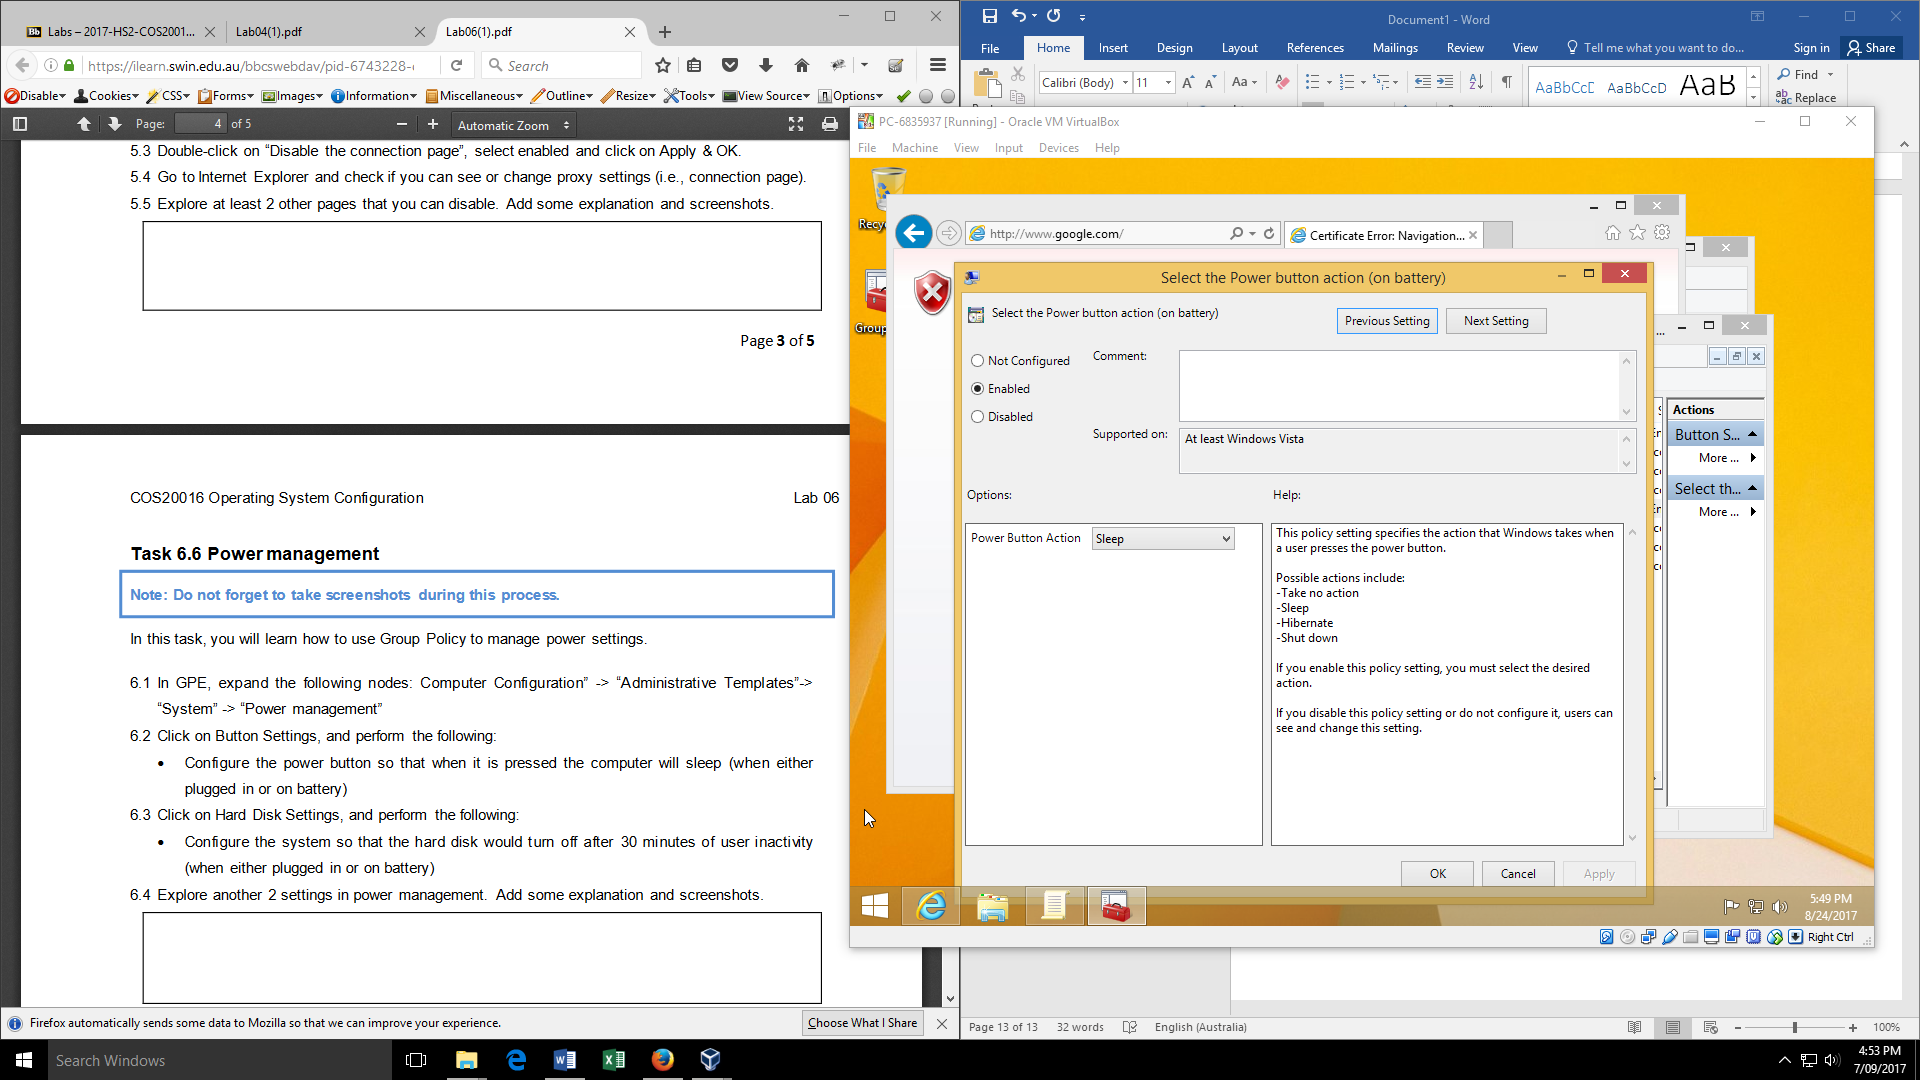 Labs – 2017-HS2-COS2001...
Lab04(1).pdf
Lab06(1).pdf
https://ilearn.swin.edu.au/bbcswebdav/pid-6743228-
Search
Disable
Cookies
CSS
Forms
Images
Information
Miscellaneous
Outline
Resize
Tools
View Source
Options
Page:
4
of 5
Automatic Zoom
5.3 Double-click on “Disable the connection page”, select enabled and click on Apply & OK.
5.4 Go to Internet Explorer and check if you can see or change proxy settings (i.e., connection page).
5.5 Explore at least 2 other pages that you can disable. Add some explanation and screenshots.
Page 3 of 5
COS20016 Operating System Configuration
Lab 06
Task 6.6 Power management
Note: Do not forget to take screenshots during this process.
In this task, you will learn how to use Group Policy to manage power settings.
6.1 In GPE, expand the following nodes: Computer Configuration” -> “Administrative Templates”->
“System” -> “Power management”
6.2 Click on Button Settings, and perform the following:
• Configure the power button so that when it is pressed the computer will sleep (when either
plugged in or on battery)
6.3 Click on Hard Disk Settings, and perform the following:
• Configure the system so that the hard disk would turn off after 30 minutes of user inactivity
(when either plugged in or on battery)
6.4 Explore another 2 settings in power management. Add some explanation and screenshots.
Firefox automatically sends some data to Mozilla so that we can improve your experience.
Choose What I Share
Document1 - Word
File
Home
Insert
Design
Layout
References
Mailings
Review
View
Tell me what you want to do...
Sign in
Share
Calibri (Body)
11
Aa
AaBbCcDc
AaBbCcD
AaB
Find
Replace
PC-6835937 [Running] - Oracle VM VirtualBox
File
Machine
View
Input
Devices
Help
Recyc
Group
http://www.google.com/
Certificate Error: Navigation...
Select the Power button action (on battery)
Select the Power button action (on battery)
Previous Setting
Next Setting
Not Configured
Enabled
Disabled
Comment:
Supported on:
At least Windows Vista
Options:
Help:
Power Button Action
Sleep
This policy setting specifies the action that Windows takes when
a user presses the power button.
Possible actions include:
-Take no action
-Sleep
-Hibernate
-Shut down
If you enable this policy setting, you must select the desired
action.
If you disable this policy setting or do not configure it, users can
see and change this setting.
OK
Cancel
Apply
Actions
Button S...
More ...
Select th...
More ...
5:49 PM
8/24/2017
Right Ctrl
Page 13 of 13
32 words
English (Australia)
100%
Search Windows
4:53 PM
7/09/2017